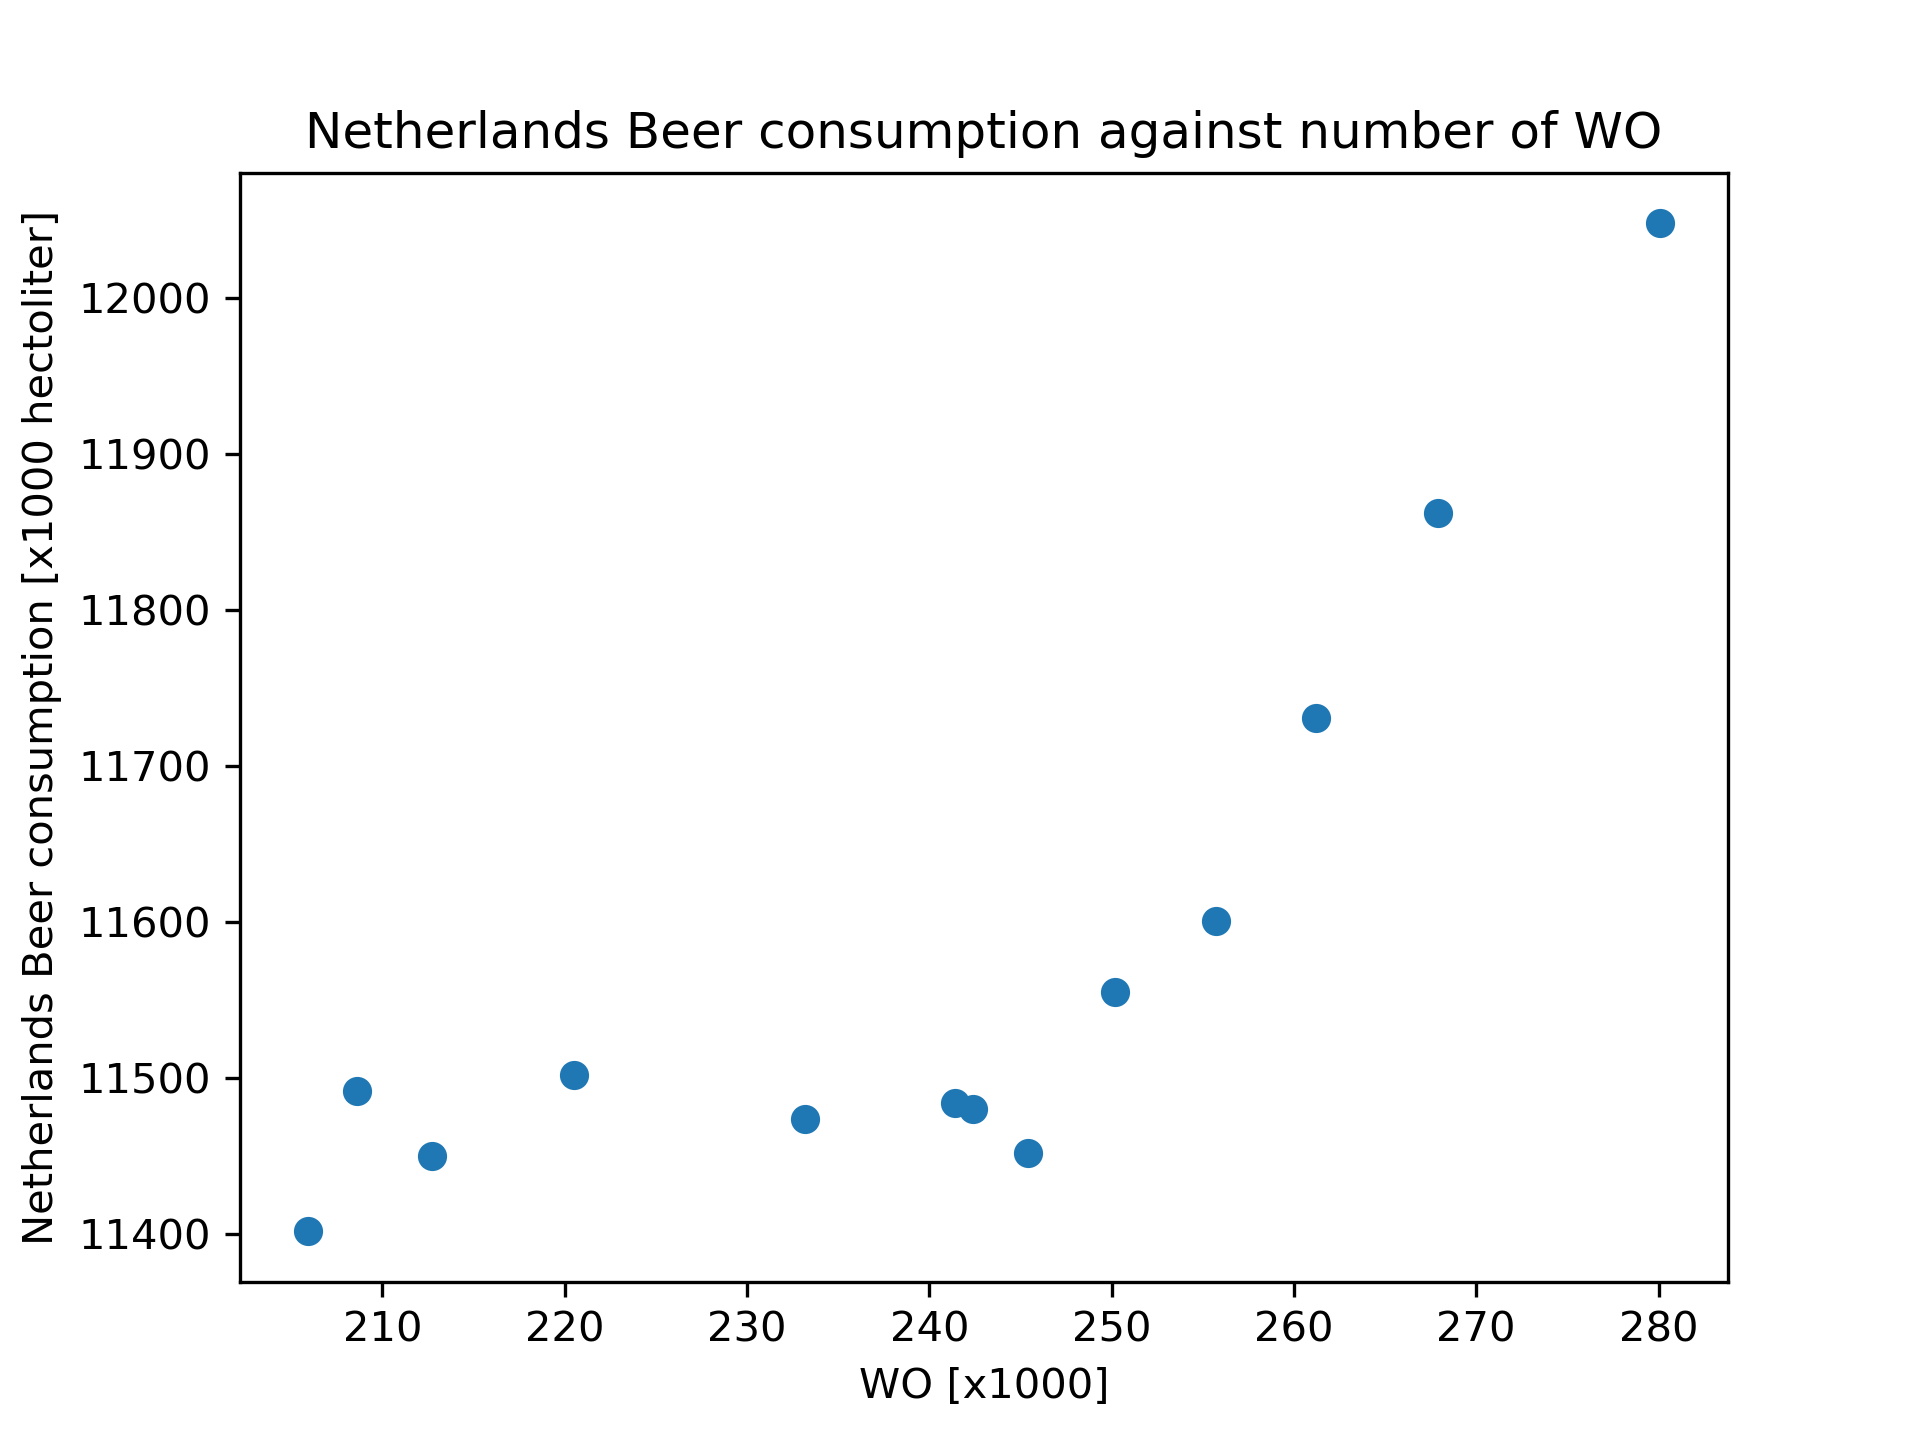 Netherlands Beer consumption against number of WO
Netherlands Beer consumption [x1000 hectoliter]
12000
11900
11800
11700
11600
11500
11400
210 220 230 240 250 260 270 280
WO [x1000]